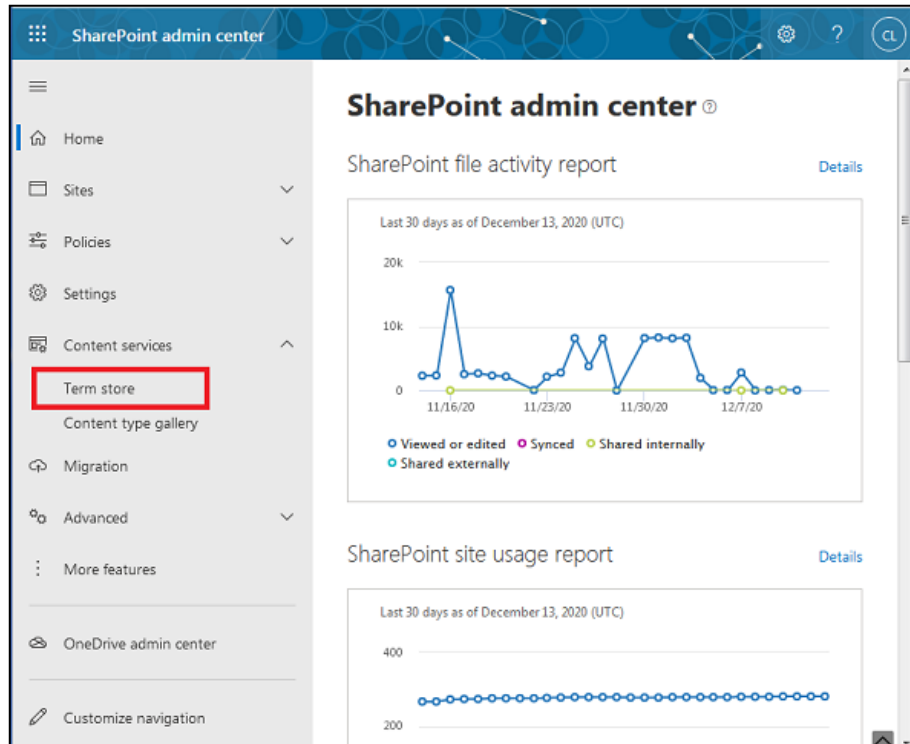 SharePoint admin center
?
CL
Home
Sites
Policies
Settings
Content services
Term store
Content type gallery
Migration
Advanced
More features
OneDrive admin center
Customize navigation
SharePoint admin center ?
SharePoint file activity report Details
Last 30 days as of December 13, 2020 (UTC)
20k
10k
0
11/16/20 11/23/20 11/30/20 12/7/20
Viewed or edited Synced Shared internally
Shared externally
SharePoint site usage report Details
Last 30 days as of December 13, 2020 (UTC)
400
200